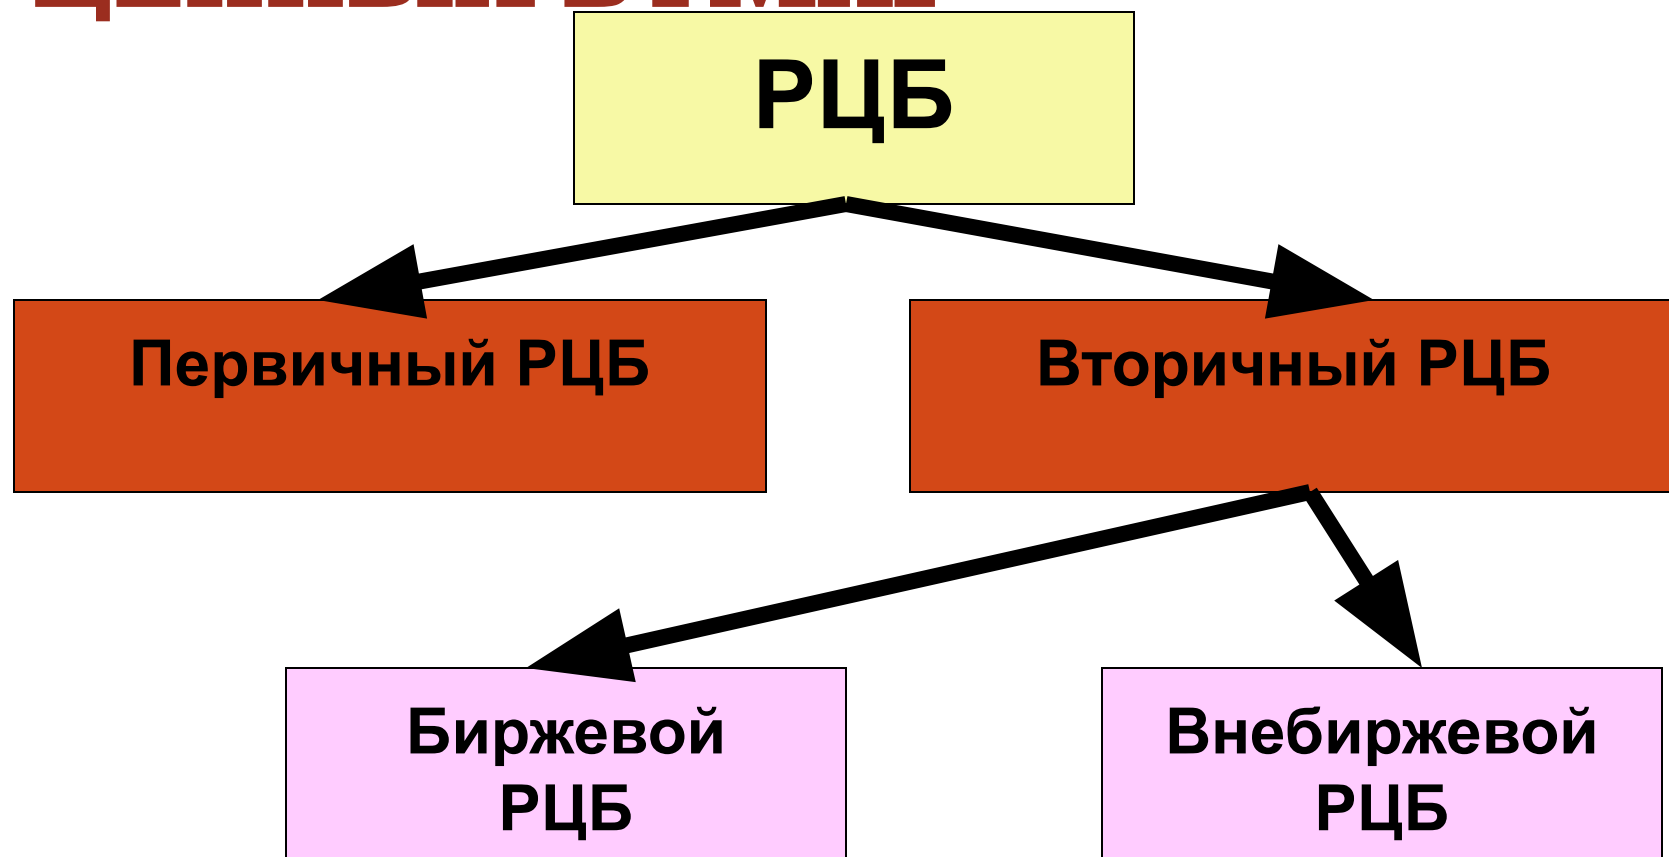 РЦБ
Первичный РЦБ
Вторичный РЦБ
Биржевой
РЦБ
Внебиржевой
РЦБ